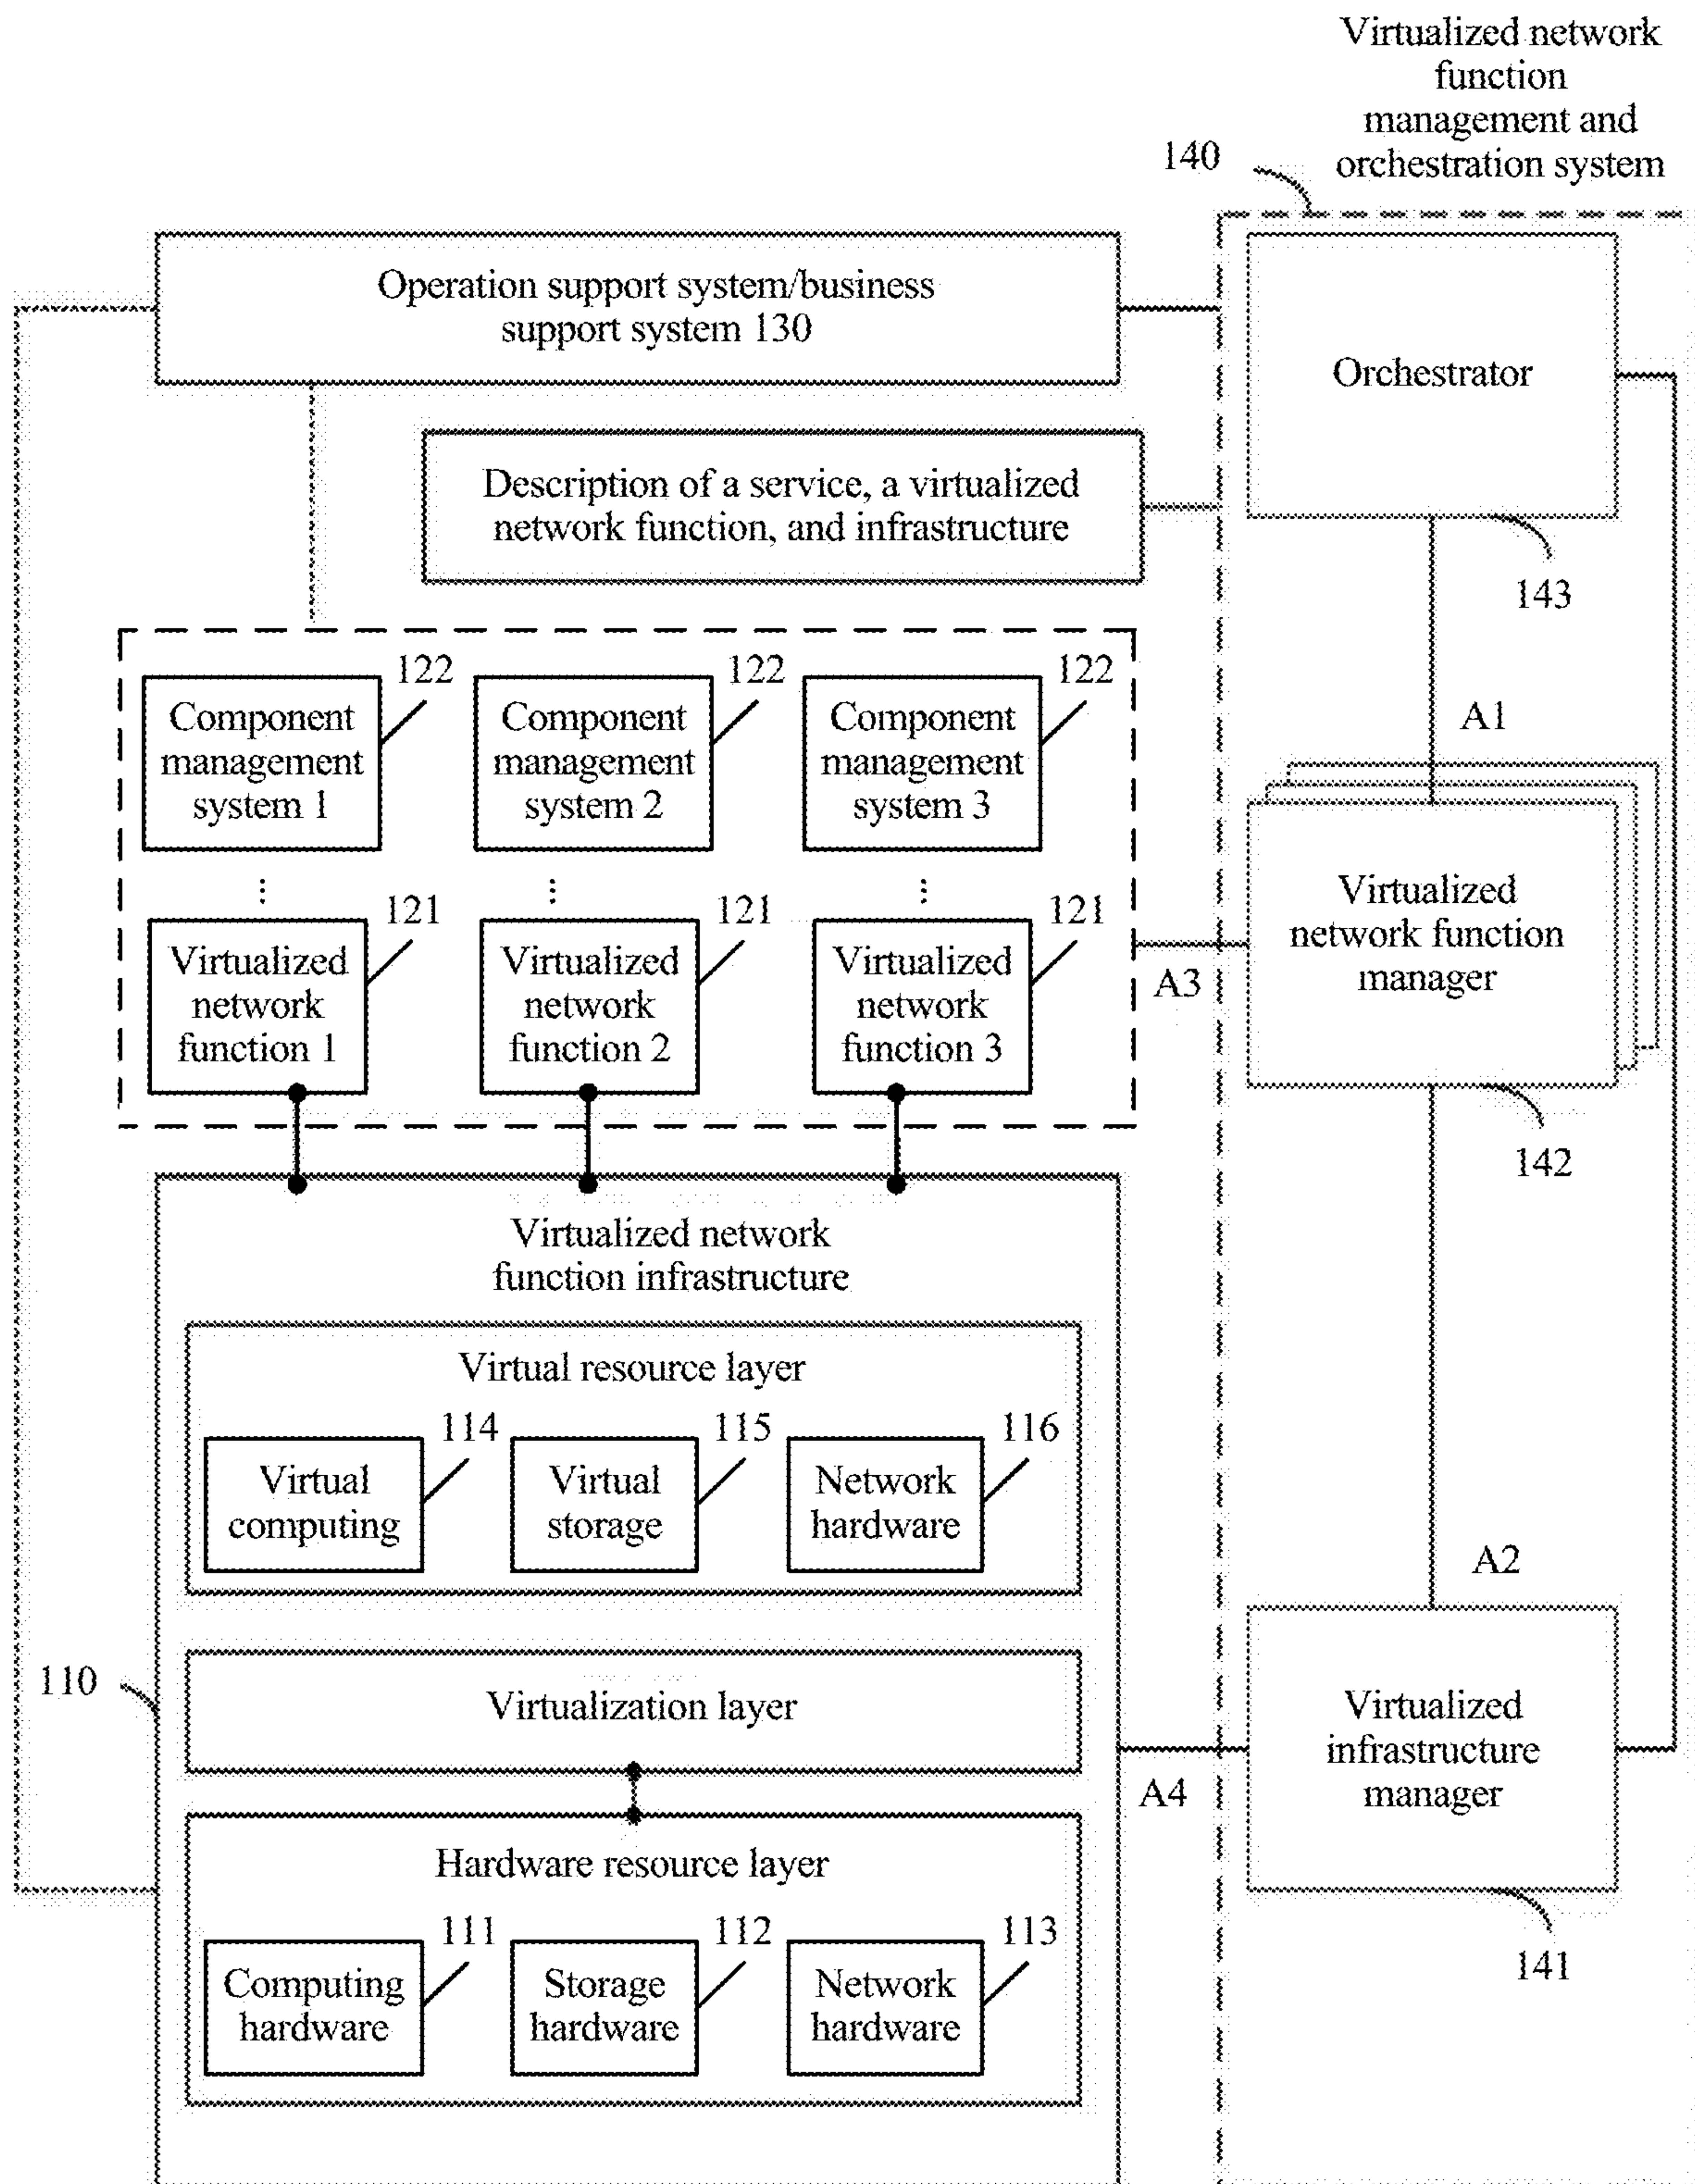 Virtualized network
function
management and
orchestration system
140
Operation support system/business
support system 130
Orchestrator
143
Description of a service, a virtualized
network function, and infrastructure
122
122
122
Component
management
system 1
Component
management
system 2
Component
management
system 3
A1
⋮
⋮
⋮
121
121
121
Virtualized
network
function 1
Virtualized
network
function 2
Virtualized
network
function 3
A3
Virtualized
network function
manager
142
Virtualized network
function infrastructure
Virtual resource layer
114
115
116
Virtual
computing
Virtual
storage
Network
hardware
A2
110
Virtualization layer
Virtualized
infrastructure
manager
A4
141
Hardware resource layer
111
112
113
Computing
hardware
Storage
hardware
Network
hardware